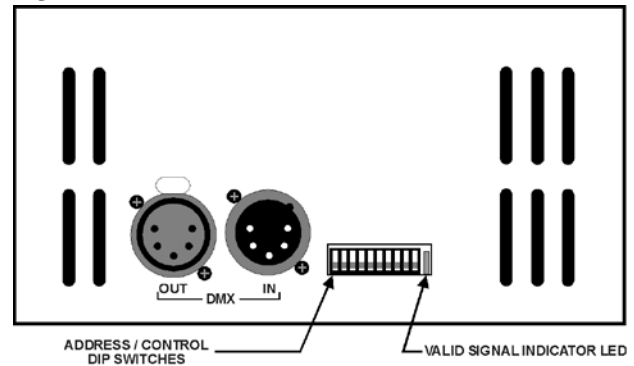 OUT
IN
DMX
ADDRESS / CONTROL
DIP SWITCHES
VALID SIGNAL INDICATOR LED